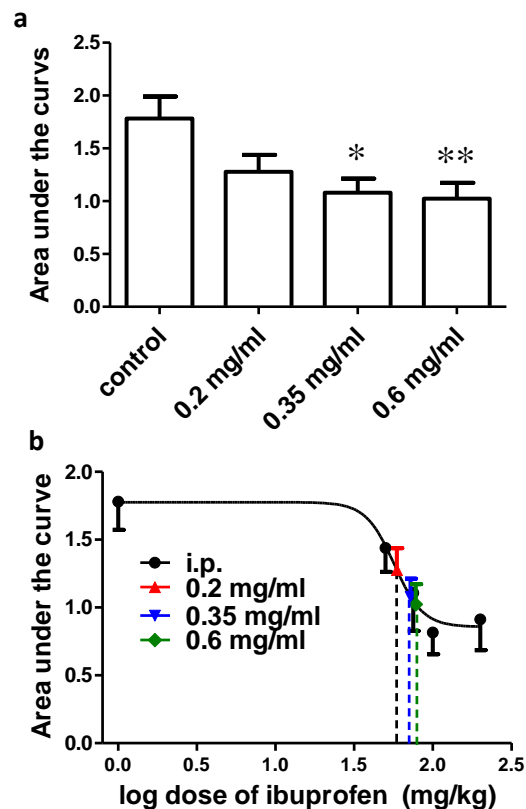 a
Area under the curvs
2.5
2.0
1.5
1.0
0.5
0.0
*
**
control
0.2 mg/ml
0.35 mg/ml
0.6 mg/ml
b
Area under the curve
2.0
1.5
1.0
0.5
0.0
i.p.
0.2 mg/ml
0.35 mg/ml
0.6 mg/ml
0.0 0.5 1.0 1.5 2.0 2.5
log dose of ibuprofen (mg/kg)